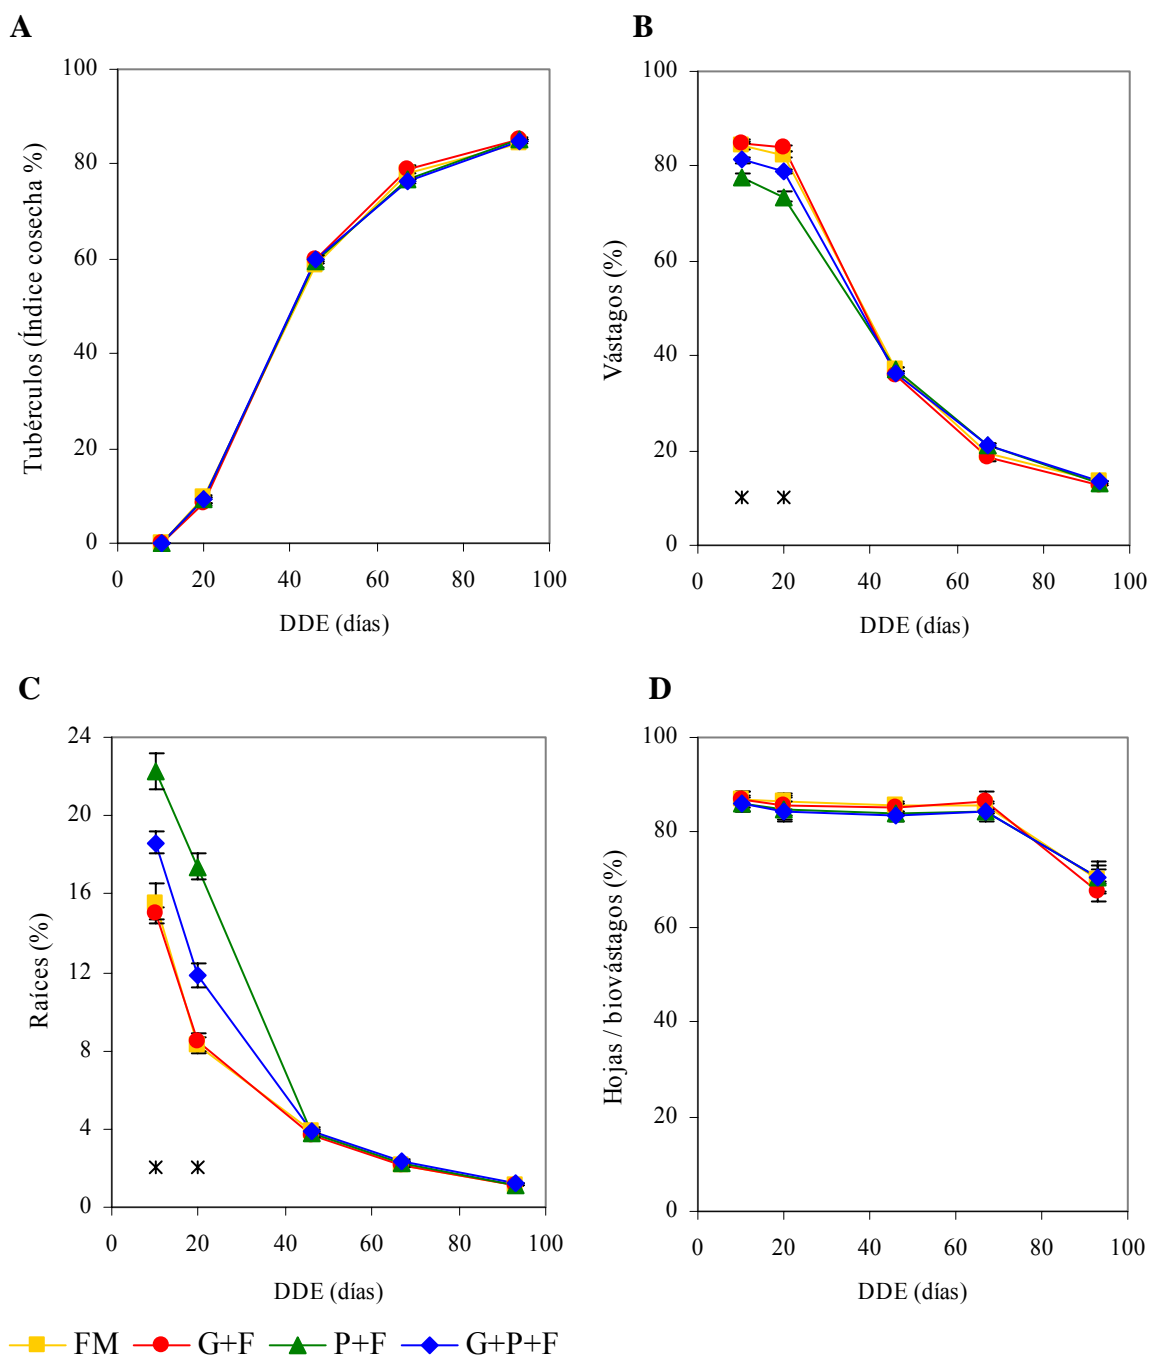 A
100
80
60
40
20
0
Tubérculos (Índice cosecha %)
0 20 40 60 80 100
DDE (días)
B
100
80
60
40
20
0
Vástagos (%)
0 20 40 60 80 100
DDE (días)
C
24
20
16
12
8
4
0
Raíces (%)
0 20 40 60 80 100
DDE (días)
D
100
80
60
40
20
0
Hojas / biovástagos (%)
0 20 40 60 80 100
DDE (días)
FM G+F P+F G+P+F